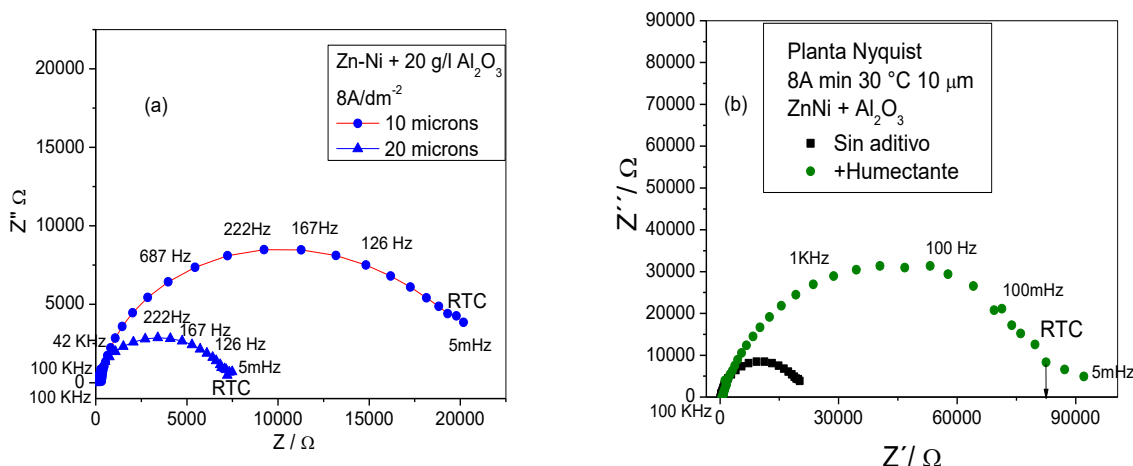 Zn-Ni + 20 g/l Al2O3
8A/dm-2
10 microns
20 microns
(a)
Z" Ω
20000
15000
10000
5000
0
687 Hz
222Hz
167Hz
126 Hz
RTC
5mHz
42 KHz
222Hz
167 Hz
126 Hz
5mHz
RTC
100 KHz
100 KHz
0 5000 10000 15000 20000
Z / Ω
Planta Nyquist
8A min 30 °C 10 μm
ZnNi + Al2O3
Sin aditivo
+Humectante
(b)
Z´´/ Ω
90000
80000
70000
60000
50000
40000
30000
20000
10000
0
1KHz
100 Hz
100mHz
RTC
5mHz
100 KHz
0 30000 60000 90000
Z´/ Ω